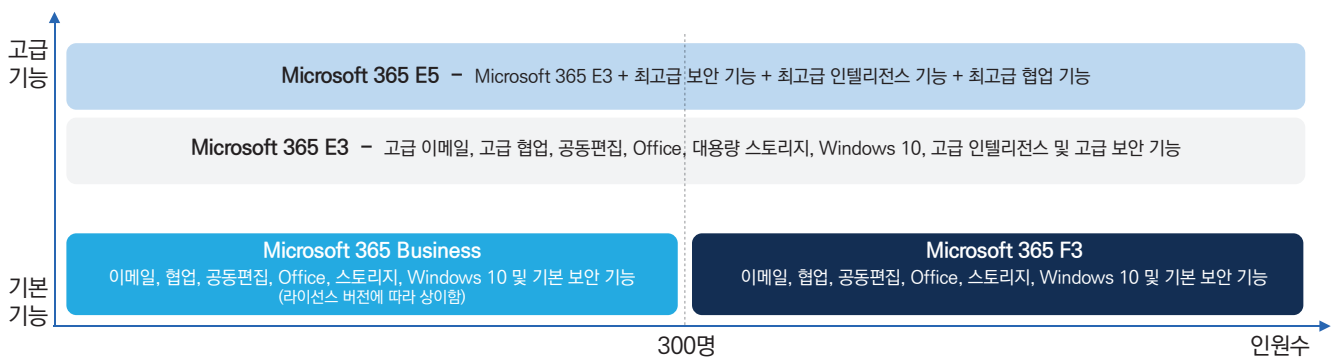 고급
기능
Microsoft 365 E5 – Microsoft 365 E3 + 최고급 보안 기능 + 최고급 인텔리전스 기능 + 최고급 협업 기능
Microsoft 365 E3 – 고급 이메일, 고급 협업, 공동편집, Office, 대용량 스토리지, Windows 10, 고급 인텔리전스 및 고급 보안 기능
Microsoft 365 Business
이메일, 협업, 공동편집, Office, 스토리지, Windows 10 및 기본 보안 기능
(라이선스 버전에 따라 상이함)
Microsoft 365 F3
이메일, 협업, 공동편집, Office, 스토리지, Windows 10 및 기본 보안 기능
기본
기능
300명
인원수